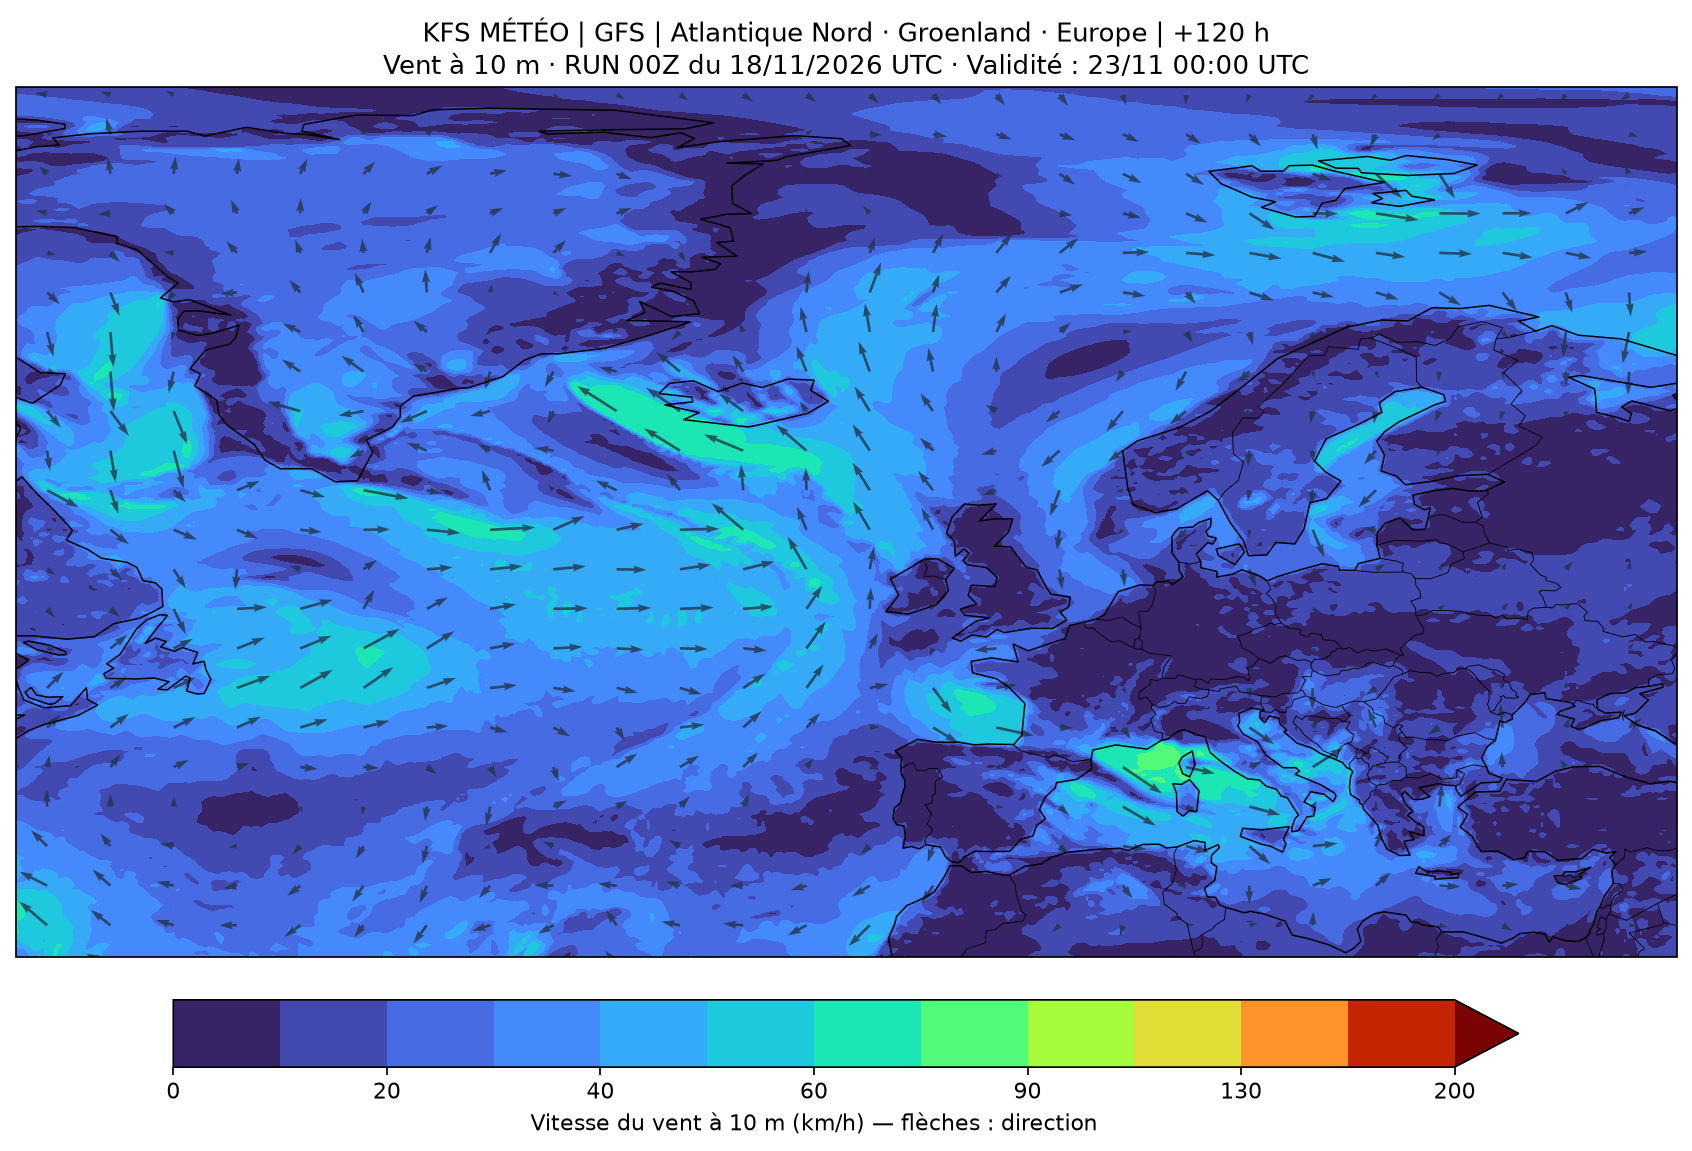 KFS MÉTÉO | GFS | Atlantique Nord · Groenland · Europe | +120 h
Vent à 10 m · RUN 00Z du 18/11/2026 UTC · Validité : 23/11 00:00 UTC
0 20 40 60 90 130 200
Vitesse du vent à 10 m (km/h) — flèches : direction